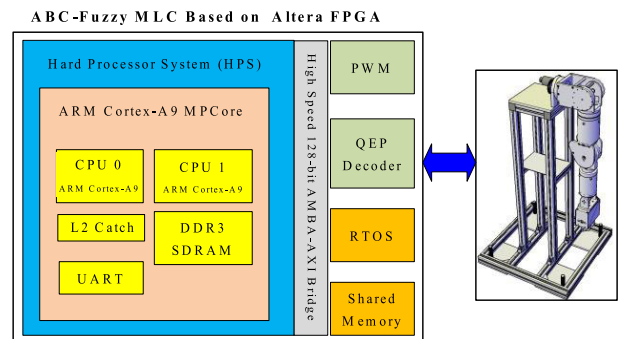 ABC-Fuzzy MLC Based on Altera FPGA
Hard Processor System (HPS)
ARM Cortex-A9 MPCore
CPU 0
ARM Cortex-A9
CPU 1
ARM Cortex-A9
L2 Catch
DDR3
SDRAM
UART
High Speed 128-bit AMBA-AXI Bridge
PWM
QEP
Decoder
RTOS
Shared
Memory